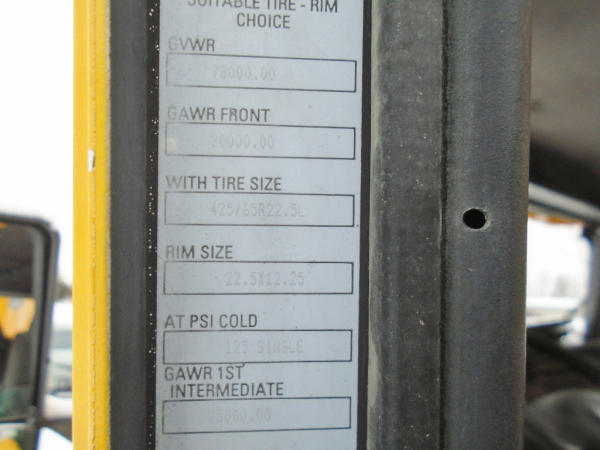 SUITABLE TIRE - RIM
CHOICE
GVWR
78000.00
GAWR FRONT
20000.00
WITH TIRE SIZE
425/65R22.5L
RIM SIZE
22.5X12.25
AT PSI COLD
125 SINGLE
GAWR 1ST
INTERMEDIATE
23000.00